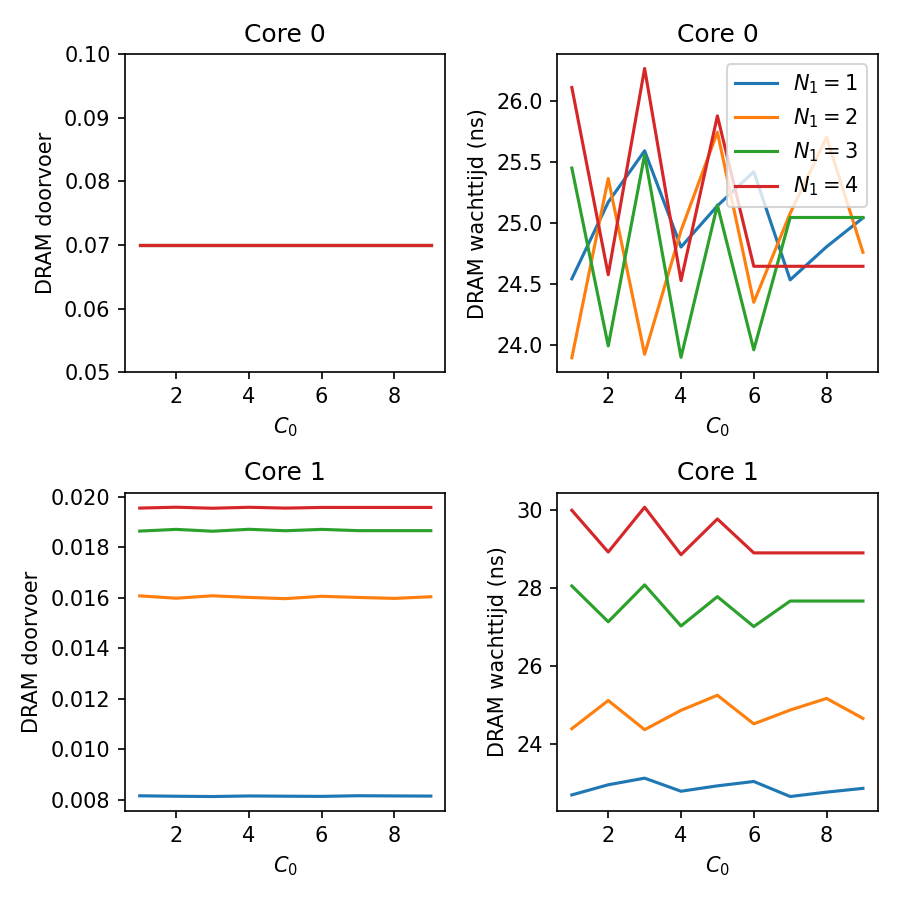 Core 0
DRAM doorvoer
0.10
0.09
0.08
0.07
0.06
0.05
2 4 6 8
C₀
Core 0
DRAM wachttijd (ns)
26.0
25.5
25.0
24.5
24.0
N₁ = 1
N₁ = 2
N₁ = 3
N₁ = 4
2 4 6 8
C₀
Core 1
DRAM doorvoer
0.020
0.018
0.016
0.014
0.012
0.010
0.008
2 4 6 8
C₀
Core 1
DRAM wachttijd (ns)
30
28
26
24
2 4 6 8
C₀